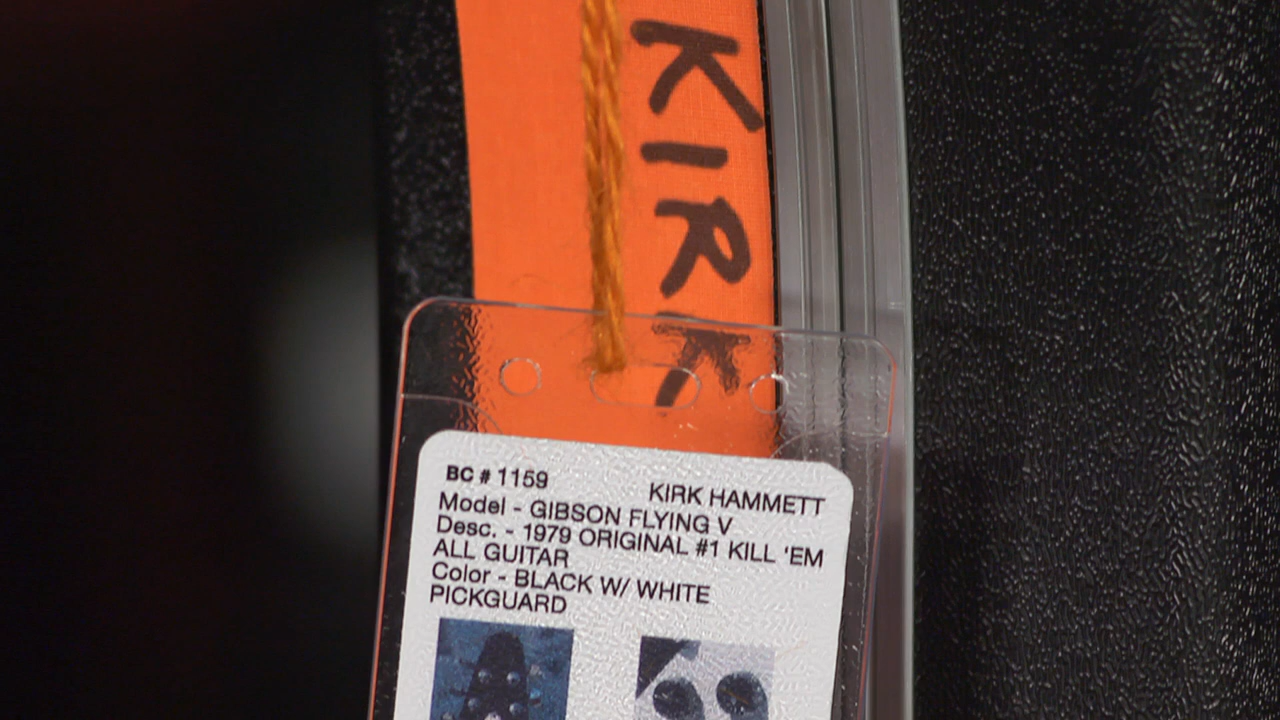 KIRK
BC # 1159 KIRK HAMMETT
Model - GIBSON FLYING V
Desc. - 1979 ORIGINAL #1 KILL 'EM
ALL GUITAR
Color - BLACK W/ WHITE
PICKGUARD